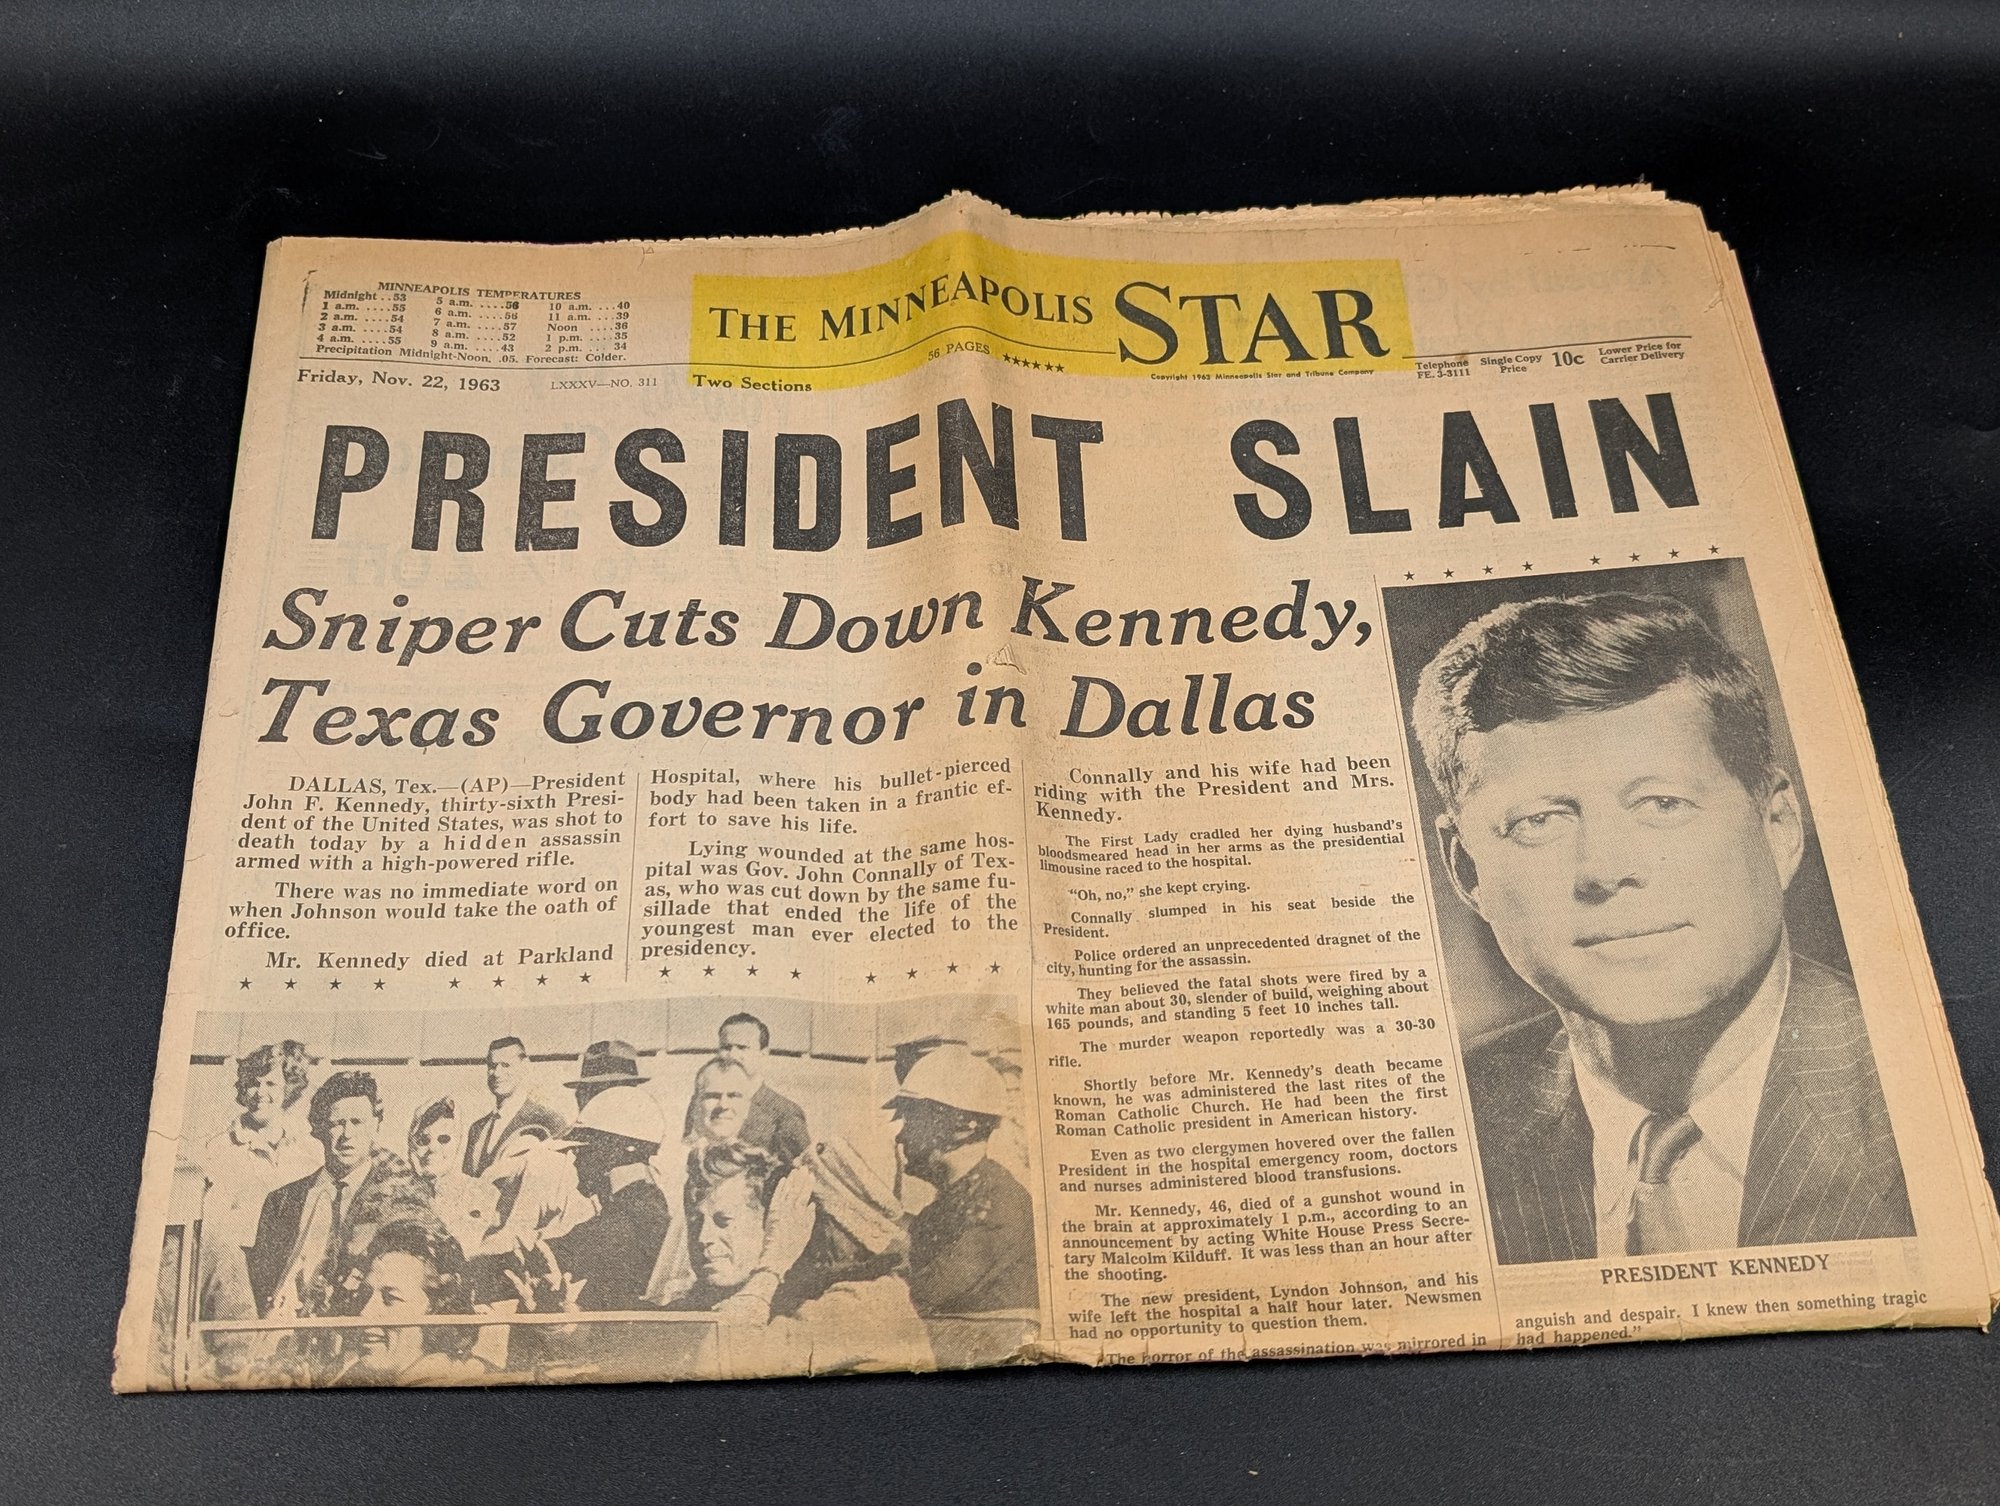 MINNEAPOLIS TEMPERATURES
Midnight . . 53 5 a.m. . . . . 56 10 a.m. . . . 40
1 a.m. . . . . . 55 6 a.m. . . . . 56 11 a.m. . . . 39
2 a.m. . . . . . 54 7 a.m. . . . . 57 Noon . . . . 36
3 a.m. . . . . . 54 8 a.m. . . . . 52 1 p.m. . . . 35
4 a.m. . . . . . 55 9 a.m. . . . . 43 2 p.m. . . . 34
Precipitation Midnight-Noon, .05. Forecast: Colder.
THE MINNEAPOLIS STAR
56 PAGES ★★★★★★
Copyright 1963 Minneapolis Star and Tribune Company
Telephone
FE. 3-3111
Single Copy
Price
10c
Lower Price for
Carrier Delivery
Friday, Nov. 22, 1963 LXXXV—NO. 311 Two Sections
PRESIDENT SLAIN
Sniper Cuts Down Kennedy,
Texas Governor in Dallas
DALLAS, Tex.—(AP)—President
John F. Kennedy, thirty-sixth Presi-
dent of the United States, was shot to
death today by a hidden assassin
armed with a high-powered rifle.
There was no immediate word on
when Johnson would take the oath of
office.
Mr. Kennedy died at Parkland
Hospital, where his bullet-pierced
body had been taken in a frantic ef-
fort to save his life.
Lying wounded at the same hos-
pital was Gov. John Connally of Tex-
as, who was cut down by the same fu-
sillade that ended the life of the
youngest man ever elected to the
presidency.
Connally and his wife had been
riding with the President and Mrs.
Kennedy.
The First Lady cradled her dying husband's
bloodsmeared head in her arms as the presidential
limousine raced to the hospital.
"Oh, no," she kept crying.
Connally slumped in his seat beside the
President.
Police ordered an unprecedented dragnet of the
city, hunting for the assassin.
They believed the fatal shots were fired by a
white man about 30, slender of build, weighing about
165 pounds, and standing 5 feet 10 inches tall.
The murder weapon reportedly was a 30-30
rifle.
Shortly before Mr. Kennedy's death became
known, he was administered the last rites of the
Roman Catholic Church. He had been the first
Roman Catholic president in American history.
Even as two clergymen hovered over the fallen
President in the hospital emergency room, doctors
and nurses administered blood transfusions.
Mr. Kennedy, 46, died of a gunshot wound in
the brain at approximately 1 p.m., according to an
announcement by acting White House Press Secre-
tary Malcolm Kilduff. It was less than an hour after
the shooting.
The new president, Lyndon Johnson, and his
wife left the hospital a half hour later. Newsmen
had no opportunity to question them.
The horror of the assassination was mirrored in
PRESIDENT KENNEDY
anguish and despair. I knew then something tragic
had happened."